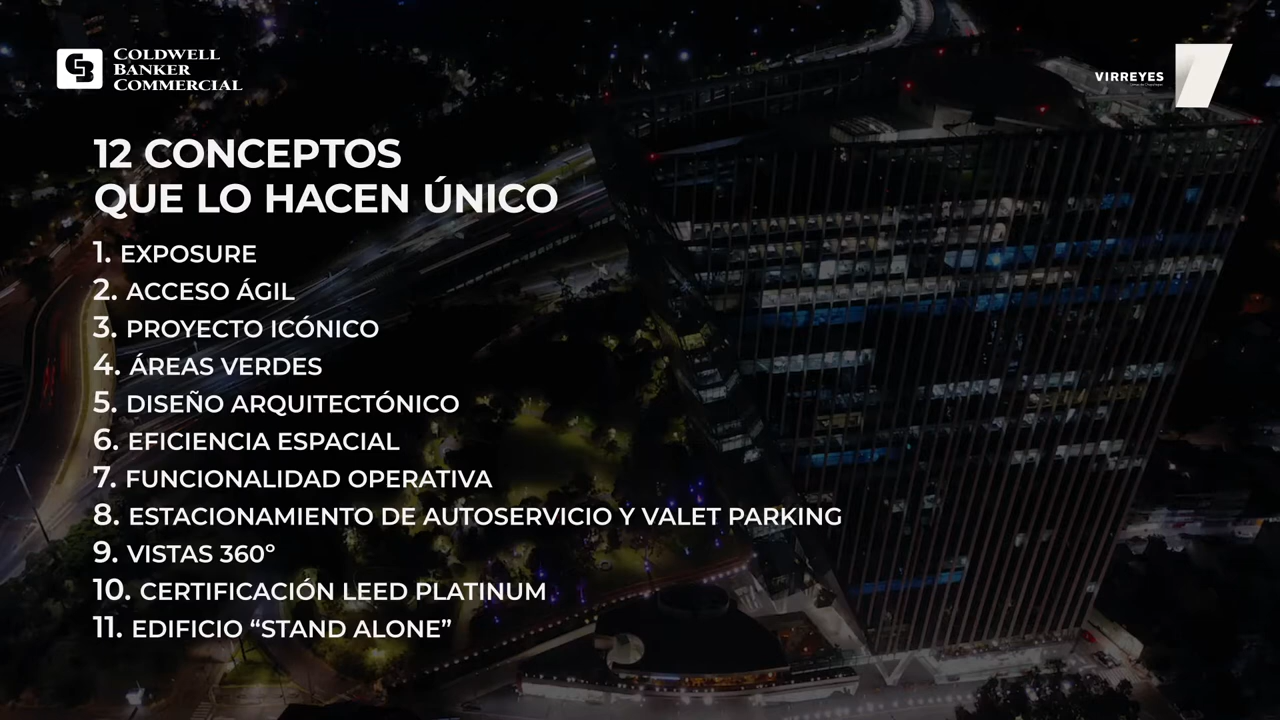 COLDWELL
BANKER
COMMERCIAL
VIRREYES
7
12 CONCEPTOS
QUE LO HACEN ÚNICO
1. EXPOSURE
2. ACCESO ÁGIL
3. PROYECTO ICÓNICO
4. ÁREAS VERDES
5. DISEÑO ARQUITECTÓNICO
6. EFICIENCIA ESPACIAL
7. FUNCIONALIDAD OPERATIVA
8. ESTACIONAMIENTO DE AUTOSERVICIO Y VALET PARKING
9. VISTAS 360°
10. CERTIFICACIÓN LEED PLATINUM
11. EDIFICIO “STAND ALONE”